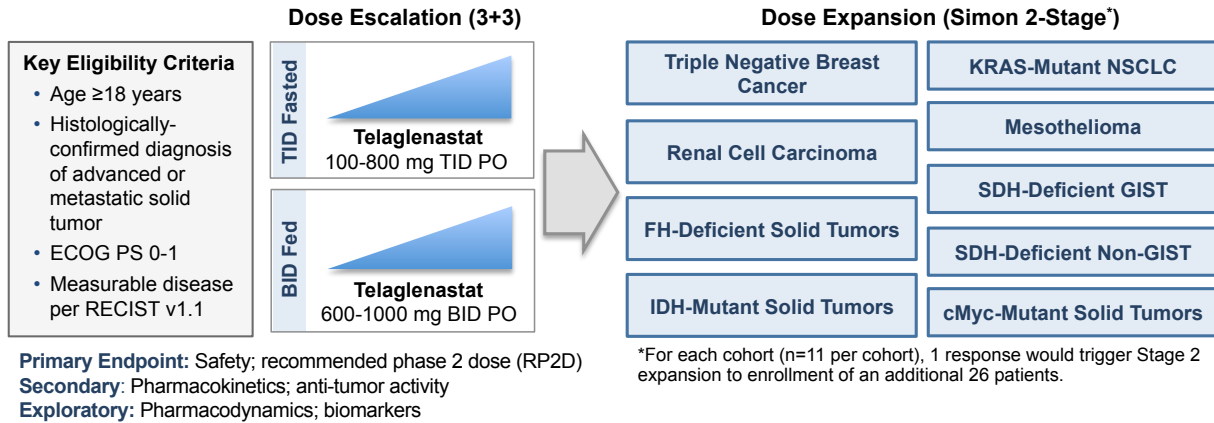 Dose Escalation (3+3)
Dose Expansion (Simon 2-Stage*)
Key Eligibility Criteria
• Age ≥18 years
• Histologically-
confirmed diagnosis
of advanced or
metastatic solid
tumor
• ECOG PS 0-1
• Measurable disease
per RECIST v1.1
TID Fasted
Telaglenastat
100-800 mg TID PO
BID Fed
Telaglenastat
600-1000 mg BID PO
Triple Negative Breast
Cancer
Renal Cell Carcinoma
FH-Deficient Solid Tumors
IDH-Mutant Solid Tumors
KRAS-Mutant NSCLC
Mesothelioma
SDH-Deficient GIST
SDH-Deficient Non-GIST
cMyc-Mutant Solid Tumors
Primary Endpoint: Safety; recommended phase 2 dose (RP2D)
Secondary: Pharmacokinetics; anti-tumor activity
Exploratory: Pharmacodynamics; biomarkers
*For each cohort (n=11 per cohort), 1 response would trigger Stage 2
expansion to enrollment of an additional 26 patients.